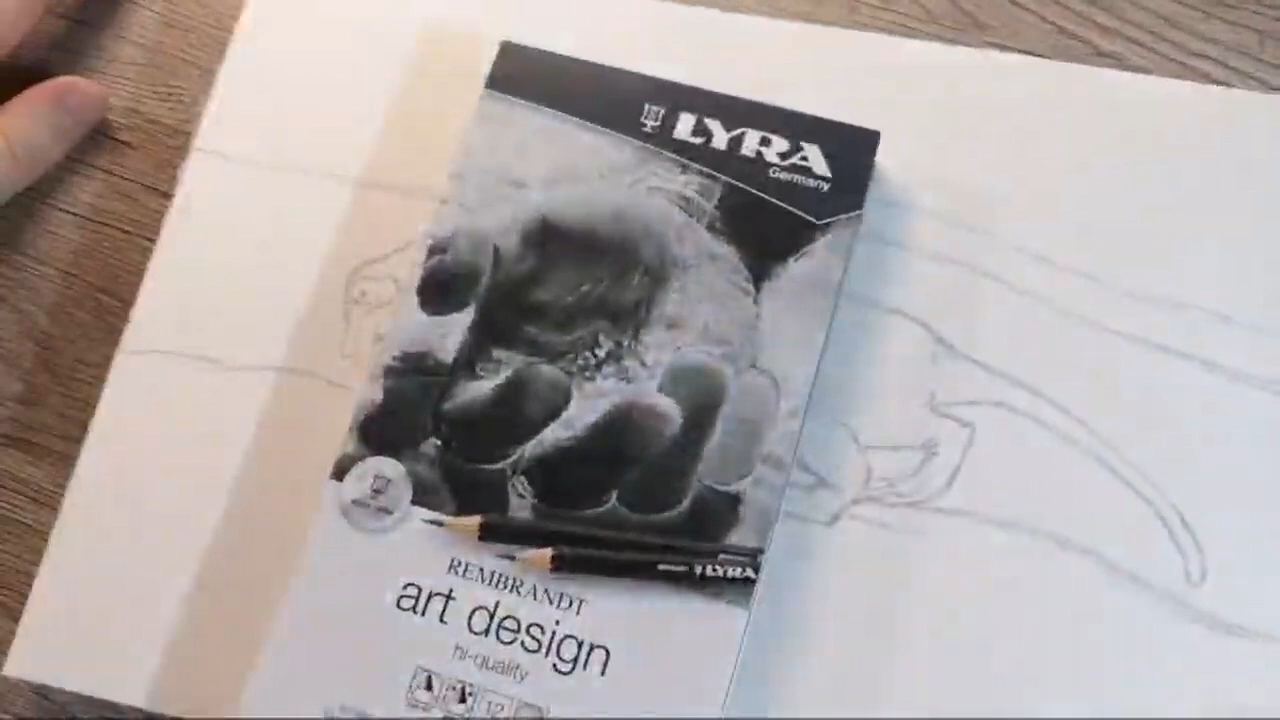 LYRA
Germany
LYRA
REMBRANDT
art design
hi-quality
12